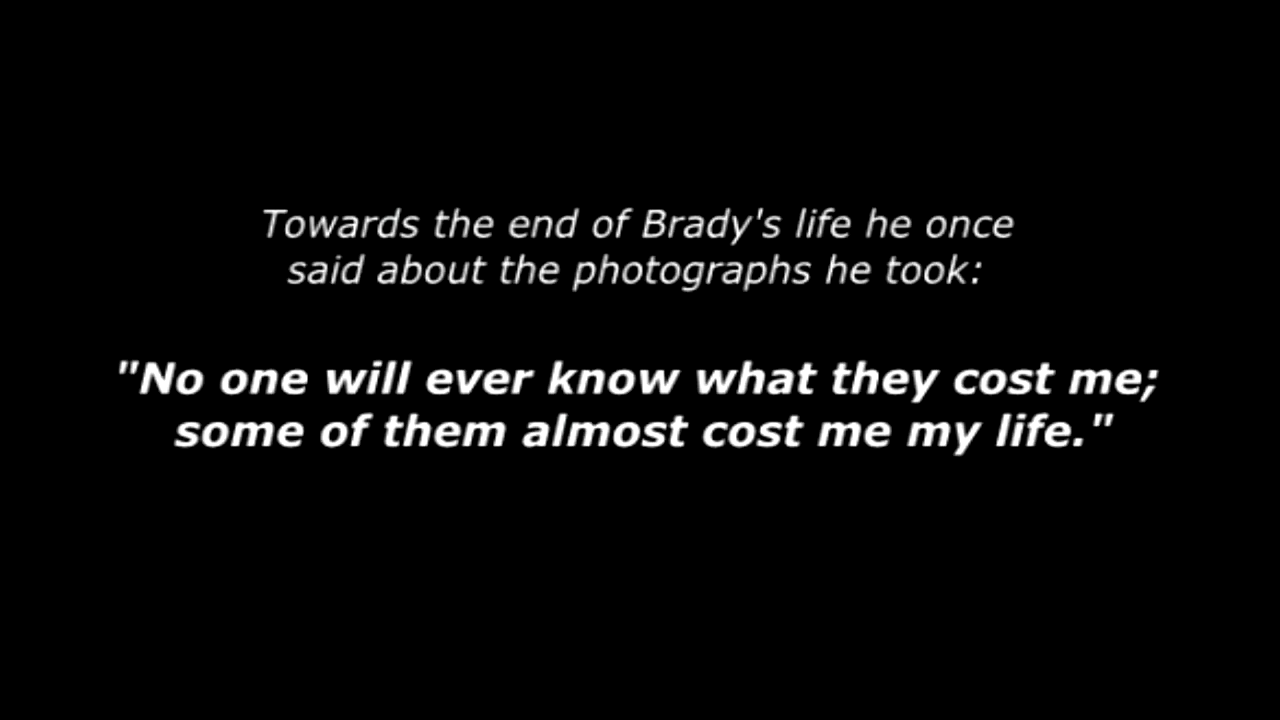 Towards the end of Brady's life he once
said about the photographs he took:
"No one will ever know what they cost me;
some of them almost cost me my life."